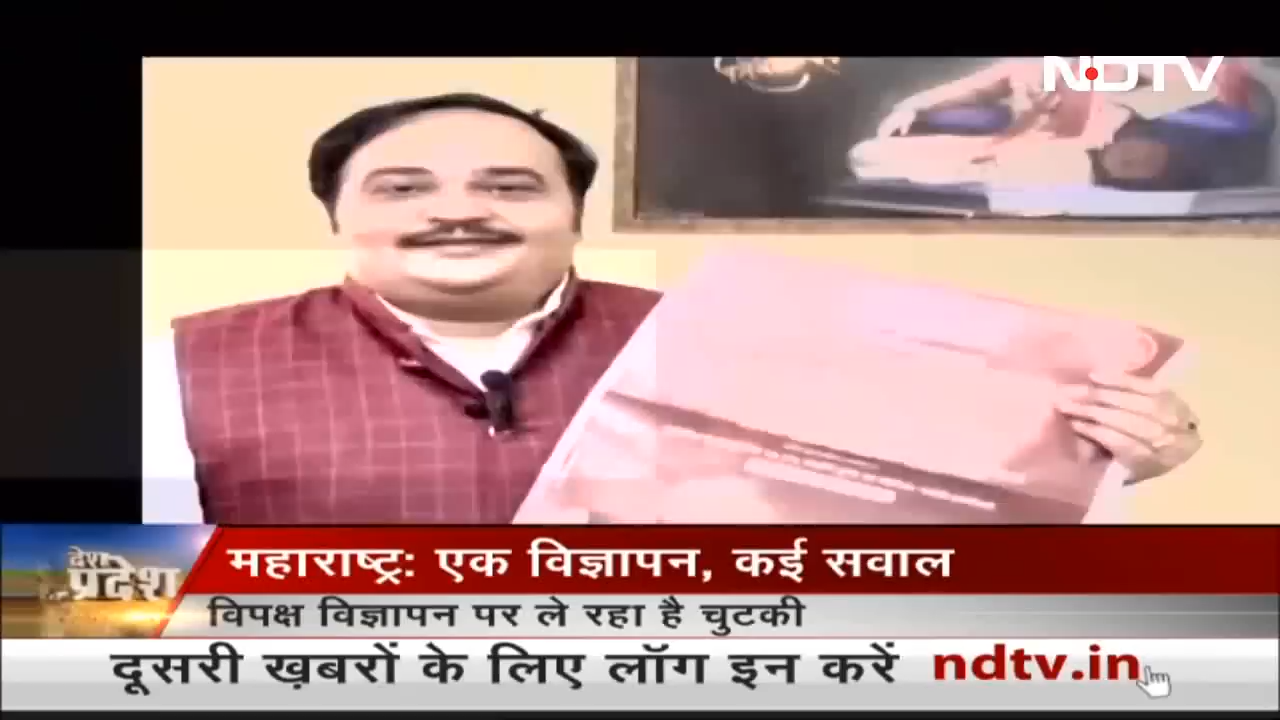 NDTV
देश
प्रदेश
महाराष्ट्र: एक विज्ञापन, कई सवाल
विपक्ष विज्ञापन पर ले रहा है चुटकी
दूसरी ख़बरों के लिए लॉग इन करें ndtv.in